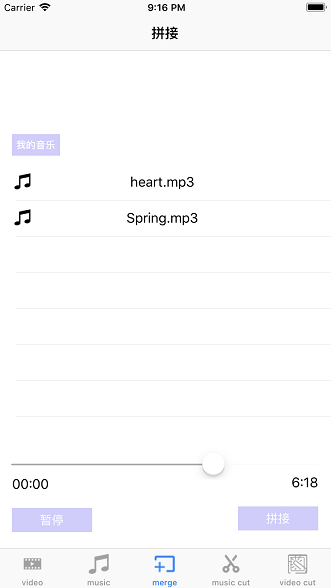 Carrier 9:16 PM
拼接
我的音乐
heart.mp3
Spring.mp3
00:00 6:18
暂停 拼接
video music merge music cut video cut